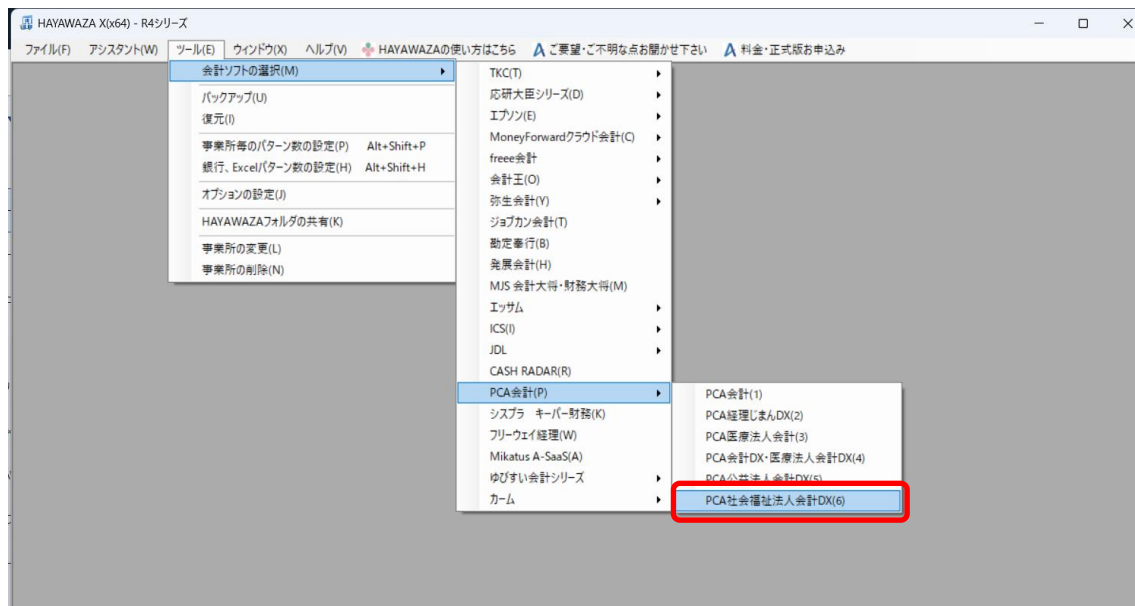 HAYAWAZA X(x64) - R4シリーズ
ファイル(F) アシスタント(W) ツール(E) ウィンドウ(X) ヘルプ(V) HAYAWAZAの使い方はこちら ご要望・ご不明な点お聞かせ下さい 料金・正式版お申込み
会計ソフトの選択(M)
バックアップ(U)
復元(I)
事業所毎のパターン数の設定(P) Alt+Shift+P
銀行、Excelパターン数の設定(H) Alt+Shift+H
オプションの設定(J)
HAYAWAZAフォルダの共有(K)
事業所の変更(L)
事業所の削除(N)
TKC(T)
応研大臣シリーズ(D)
エプソン(E)
MoneyForwardクラウド会計(C)
freee会計
会計王(O)
弥生会計(Y)
ジョブカン会計(T)
勘定奉行(B)
発展会計(H)
MJS 会計大将・財務大将(M)
エッサム
ICS(I)
JDL
CASH RADAR(R)
PCA会計(P)
シスプラ キーパー財務(K)
フリーウェイ経理(W)
Mikatus A-SaaS(A)
ゆびすい会計シリーズ
カーム
PCA会計(1)
PCA経理じまんDX(2)
PCA医療法人会計(3)
PCA会計DX・医療法人会計DX(4)
PCA公益法人会計DX(5)
PCA社会福祉法人会計DX(6)